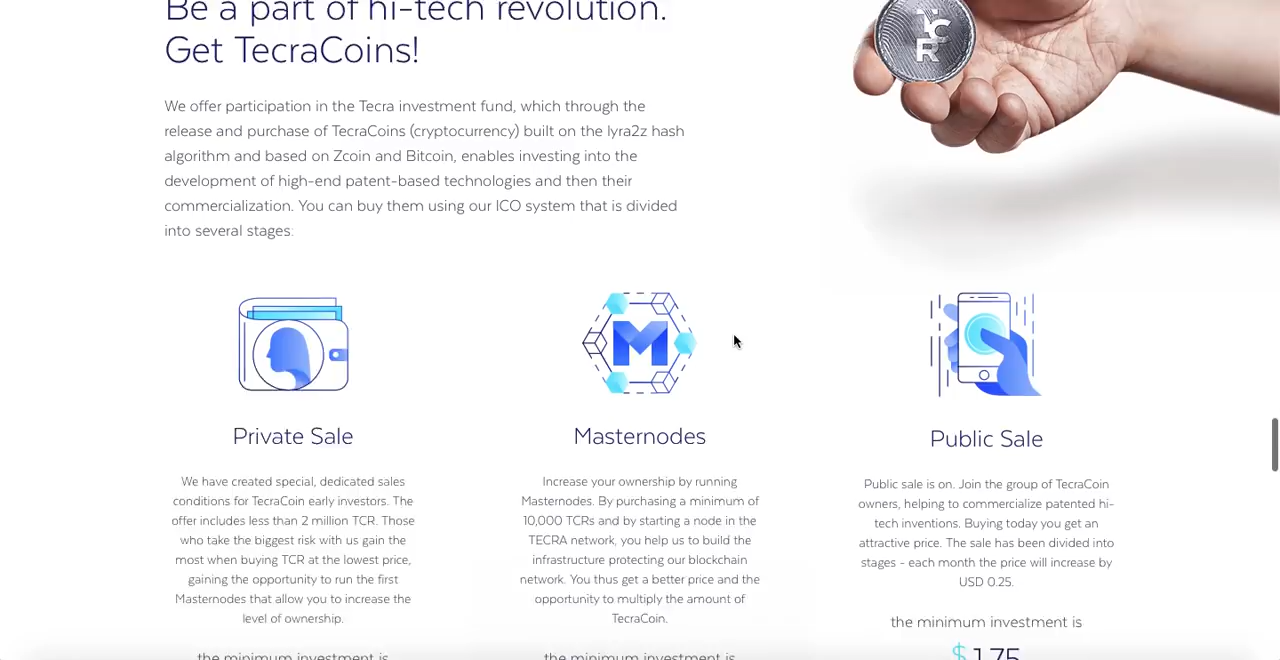 Be a part of hi-tech revolution.
Get TecraCoins!
We offer participation in the Tecra investment fund, which through the
release and purchase of TecraCoins (cryptocurrency) built on the lyra2z hash
algorithm and based on Zcoin and Bitcoin, enables investing into the
development of high-end patent-based technologies and then their
commercialization. You can buy them using our ICO system that is divided
into several stages:
TCR
M
Private Sale
We have created special, dedicated sales
conditions for TecraCoin early investors. The
offer includes less than 2 million TCR. Those
who take the biggest risk with us gain the
most when buying TCR at the lowest price,
gaining the opportunity to run the first
Masternodes that allow you to increase the
level of ownership.
the minimum investment is
Masternodes
Increase your ownership by running
Masternodes. By purchasing a minimum of
10,000 TCRs and by starting a node in the
TECRA network, you help us to build the
infrastructure protecting our blockchain
network. You thus get a better price and the
opportunity to multiply the amount of
TecraCoin.
the minimum investment is
Public Sale
Public sale is on. Join the group of TecraCoin
owners, helping to commercialize patented hi-
tech inventions. Buying today you get an
attractive price. The sale has been divided into
stages - each month the price will increase by
USD 0.25.
the minimum investment is
$ 1.75